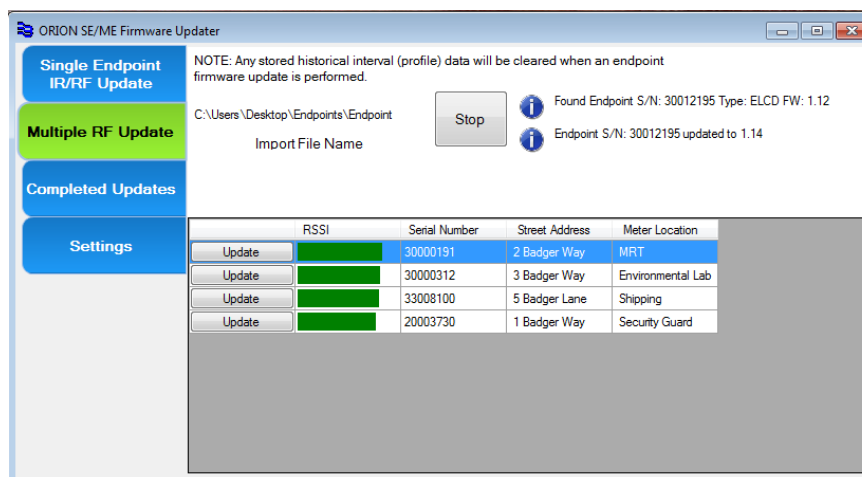 ORION SE/ME Firmware Updater
Single Endpoint
IR/RF Update
Multiple RF Update
Completed Updates
Settings
NOTE: Any stored historical interval (profile) data will be cleared when an endpoint
firmware update is performed.
C:\Users\Desktop\Endpoints\Endpoint
Import File Name
Stop
Found Endpoint S/N: 30012195 Type: ELCD FW: 1.12
Endpoint S/N: 30012195 updated to 1.14
RSSI Serial Number Street Address Meter Location
Update 30000191 2 Badger Way MRT
Update 30000312 3 Badger Way Environmental Lab
Update 33008100 5 Badger Lane Shipping
Update 20003730 1 Badger Way Security Guard